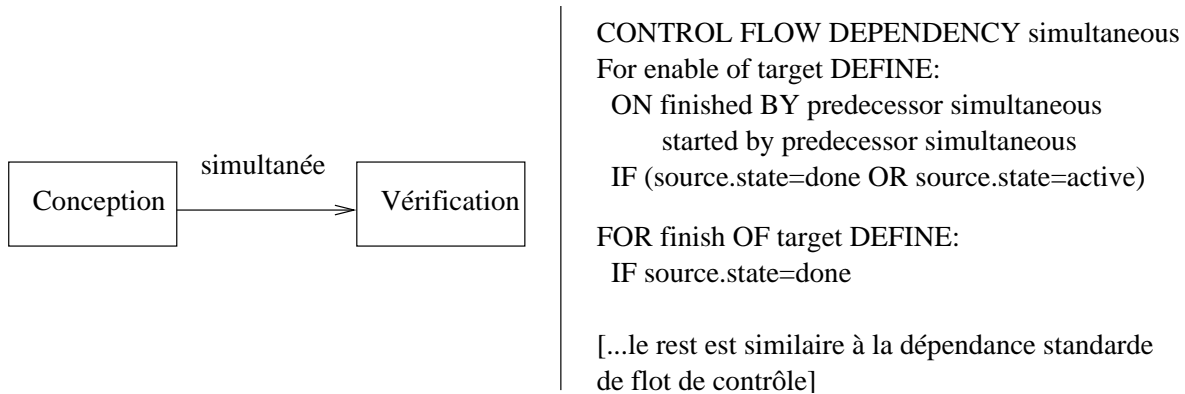 simultanée
Conception
Vérification
CONTROL FLOW DEPENDENCY simultaneous
For enable of target DEFINE:
ON finished BY predecessor simultaneous
started by predecessor simultaneous
IF (source.state=done OR source.state=active)
FOR finish OF target DEFINE:
IF source.state=done
[...le rest est similaire à la dépendance standarde
de flot de contrôle]